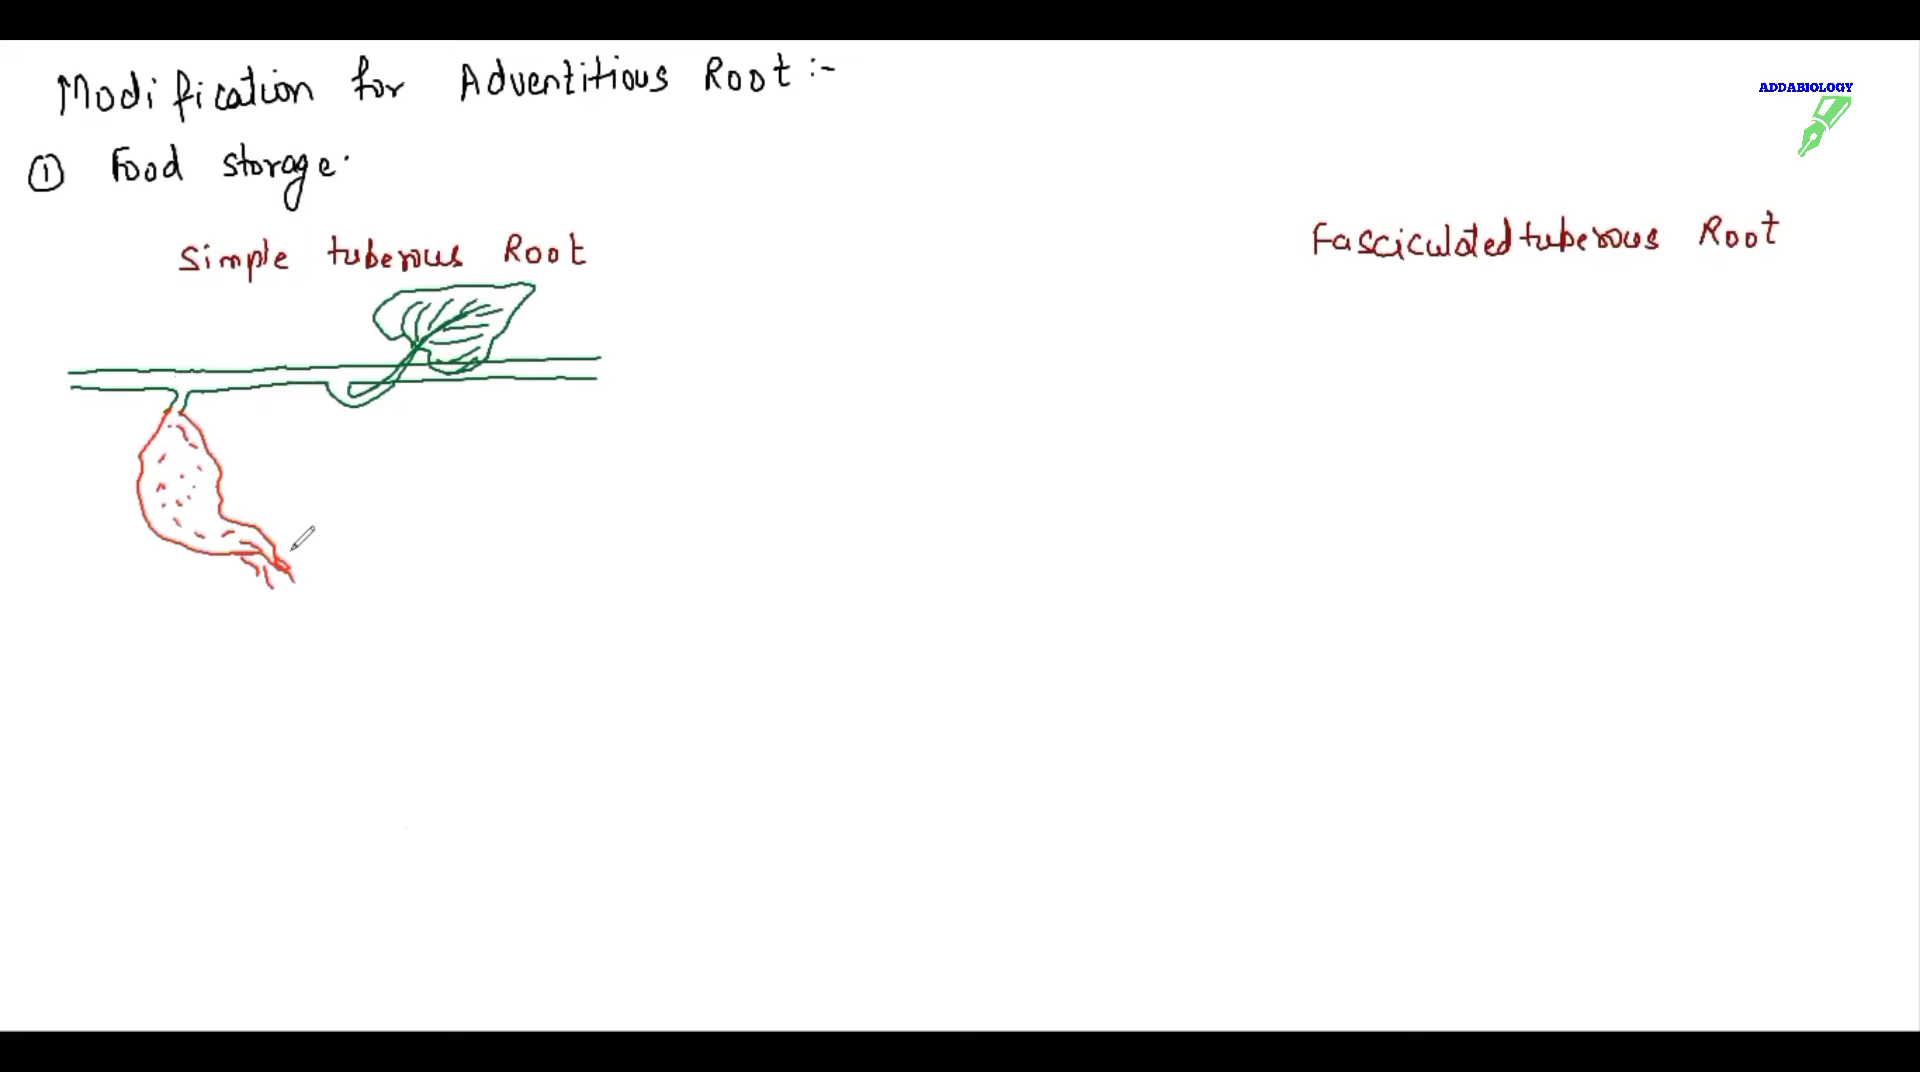 Modification for Adventitious Root :-
ADDABIOLOGY
① Food storage.
Simple tuberous Root
Fasciculated tuberous Root